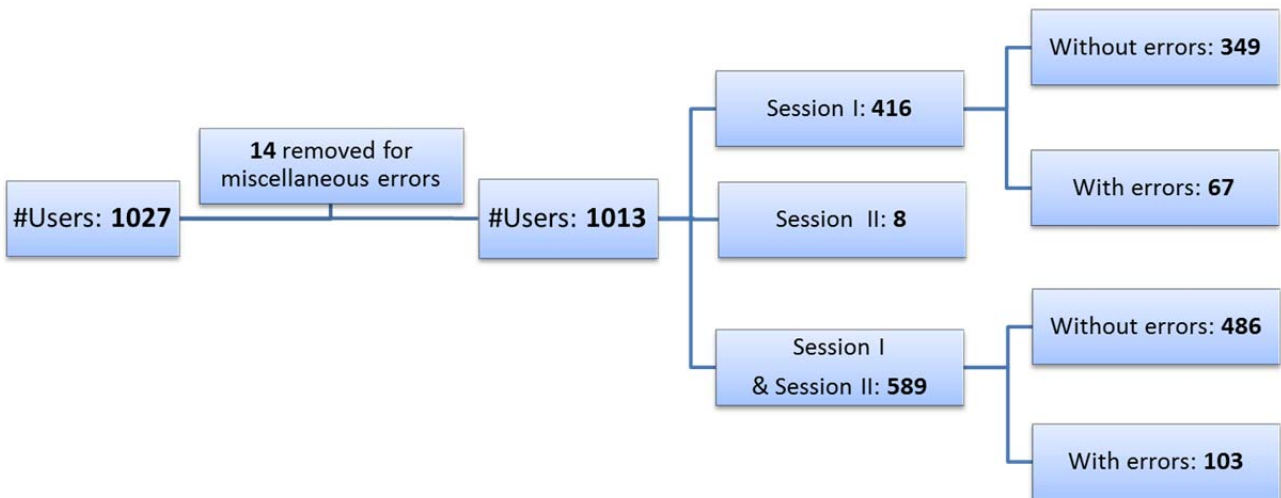 #Users: 1027
14 removed for
miscellaneous errors
#Users: 1013
Session I: 416
Without errors: 349
With errors: 67
Session II: 8
Session I
& Session II: 589
Without errors: 486
With errors: 103